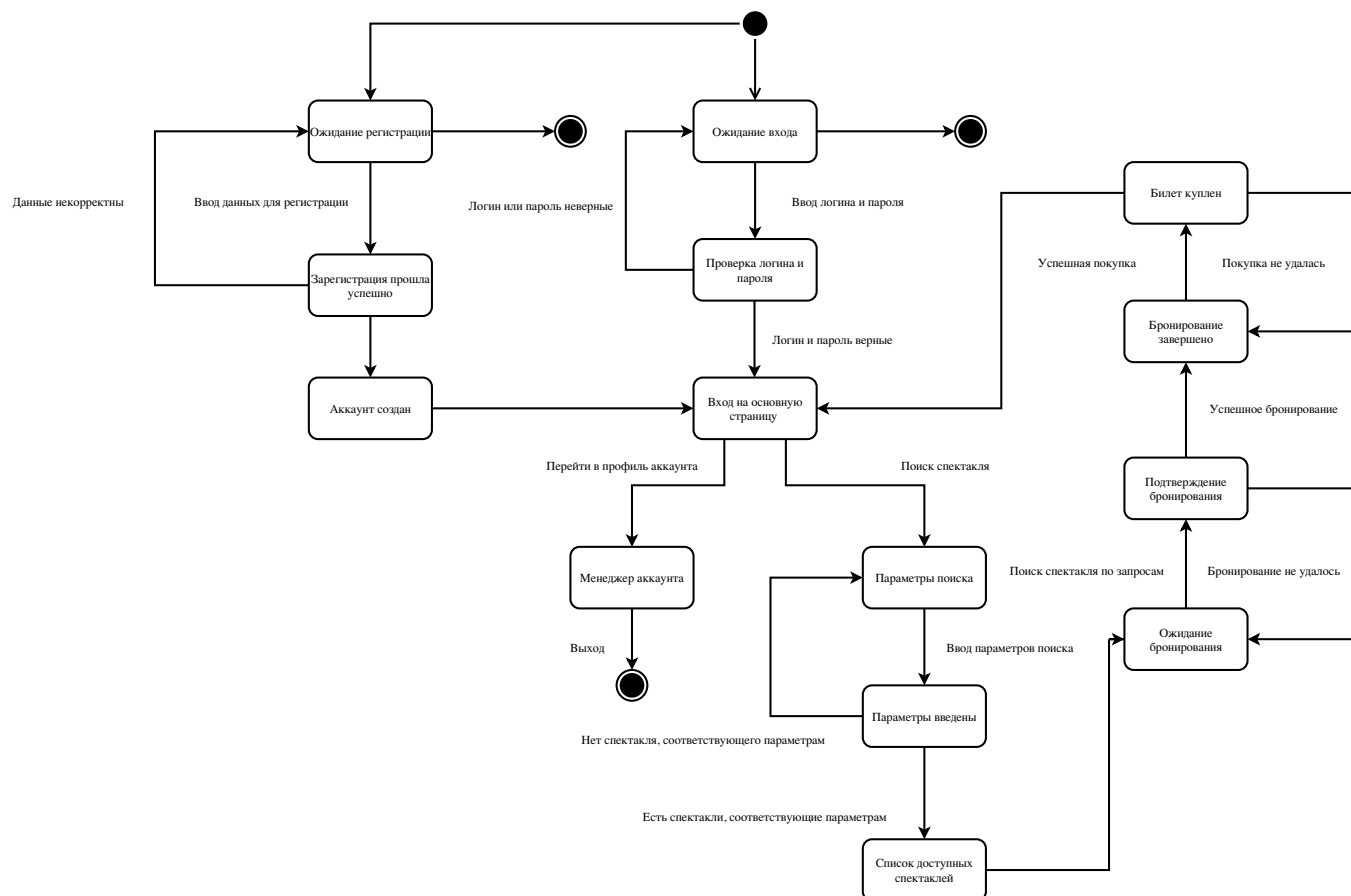 Ожидание регистрации
Ожидание входа
Данные некорректны
Ввод данных для регистрации
Логин или пароль неверные
Ввод логина и пароля
Билет куплен
Зарегистрация прошла
успешно
Проверка логина и
пароля
Успешная покупка
Покупка не удалась
Логин и пароль верные
Бронирование
завершено
Аккаунт создан
Вход на основную
страницу
Успешное бронирование
Перейти в профиль аккаунта
Поиск спектакля
Подтверждение
бронирования
Менеджер аккаунта
Параметры поиска
Поиск спектакля по запросам
Бронирование не удалось
Выход
Ввод параметров поиска
Ожидание
бронирования
Параметры введены
Нет спектакля, соответствующего параметрам
Есть спектакли, соответствующие параметрам
Список доступных
спектаклей